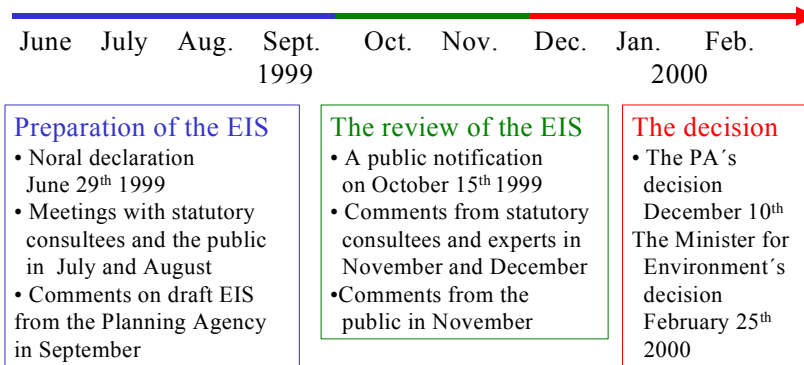 June July Aug. Sept. Oct. Nov. Dec. Jan. Feb.
1999 2000
Preparation of the EIS
• Noral declaration
June 29th 1999
• Meetings with statutory
consultees and the public
in July and August
• Comments on draft EIS
from the Planning Agency
in September
The review of the EIS
• A public notification
on October 15th 1999
• Comments from statutory
consultees and experts in
November and December
•Comments from the
public in November
The decision
• The PA´s
decision
December 10th
The Minister for
Environment´s
decision
February 25th
2000